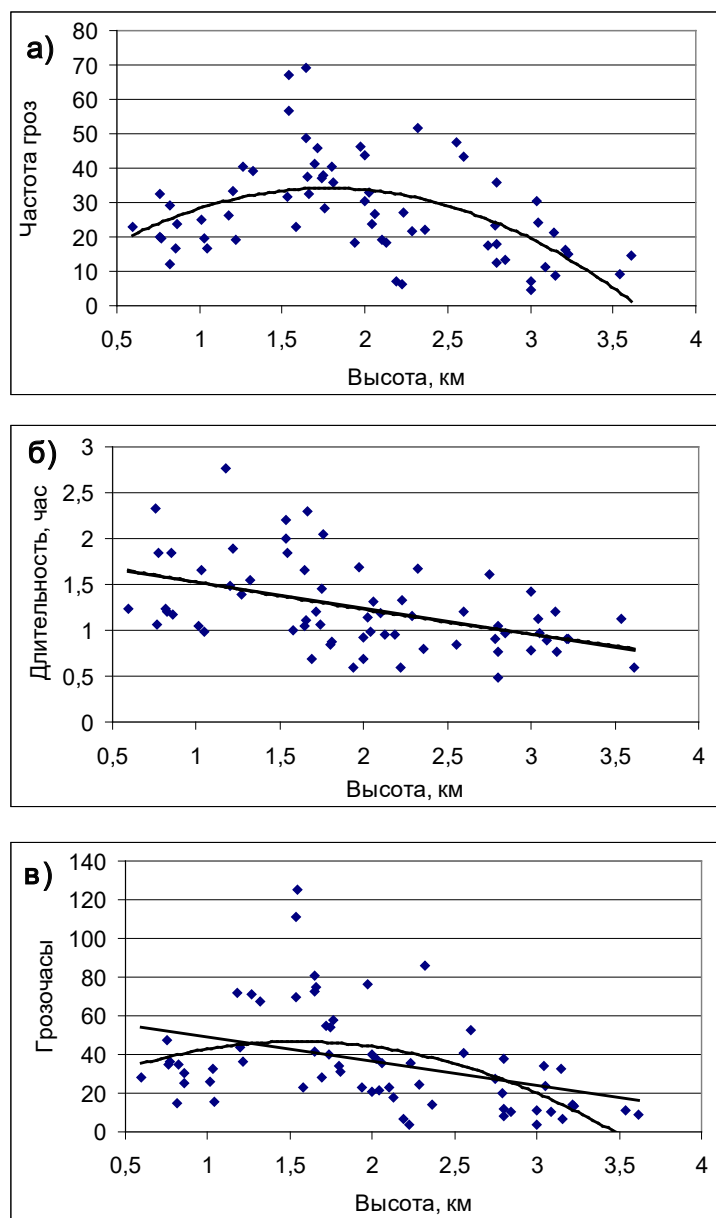 а)
Частота гроз
80
70
60
50
40
30
20
10
0
0,5 1 1,5 2 2,5 3 3,5 4
Высота, км
б)
Длительность, час
3
2,5
2
1,5
1
0,5
0
0,5 1 1,5 2 2,5 3 3,5 4
Высота, км
в)
Грозочасы
140
120
100
80
60
40
20
0
0,5 1 1,5 2 2,5 3 3,5 4
Высота, км